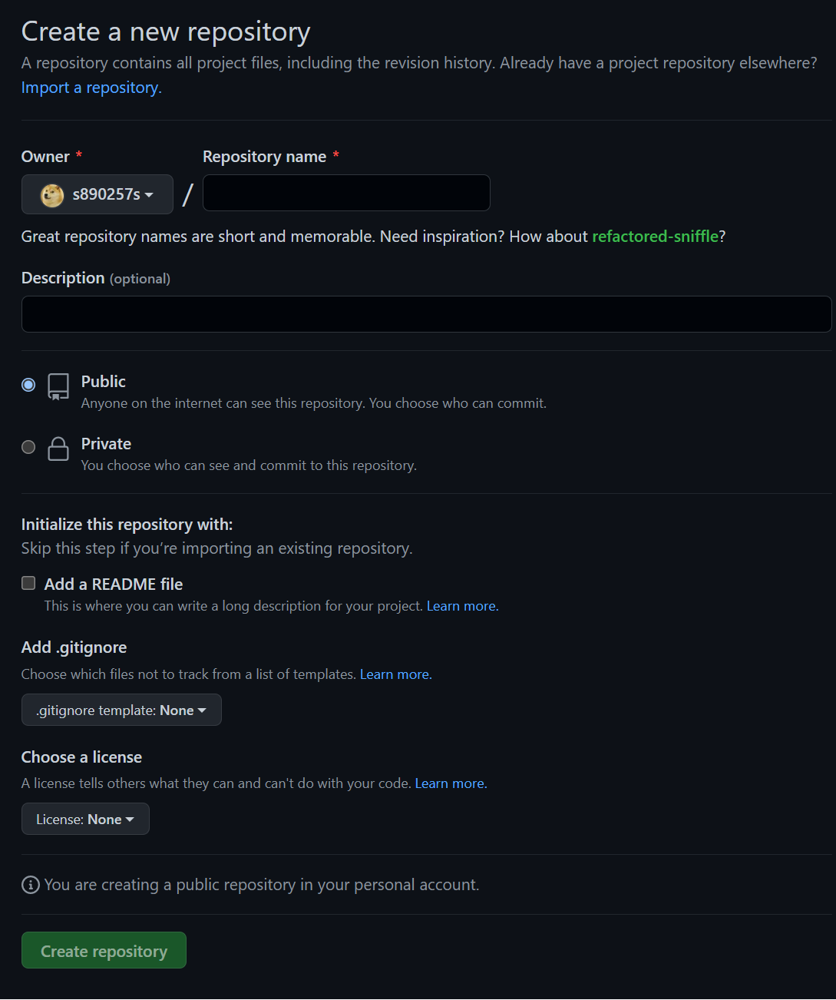 Create a new repository
A repository contains all project files, including the revision history. Already have a project repository elsewhere?
Import a repository.
Owner * Repository name *
s890257s /
Great repository names are short and memorable. Need inspiration? How about refactored-sniffle?
Description (optional)
Public
Anyone on the internet can see this repository. You choose who can commit.
Private
You choose who can see and commit to this repository.
Initialize this repository with:
Skip this step if you’re importing an existing repository.
Add a README file
This is where you can write a long description for your project. Learn more.
Add .gitignore
Choose which files not to track from a list of templates. Learn more.
.gitignore template: None
Choose a license
A license tells others what they can and can't do with your code. Learn more.
License: None
You are creating a public repository in your personal account.
Create repository